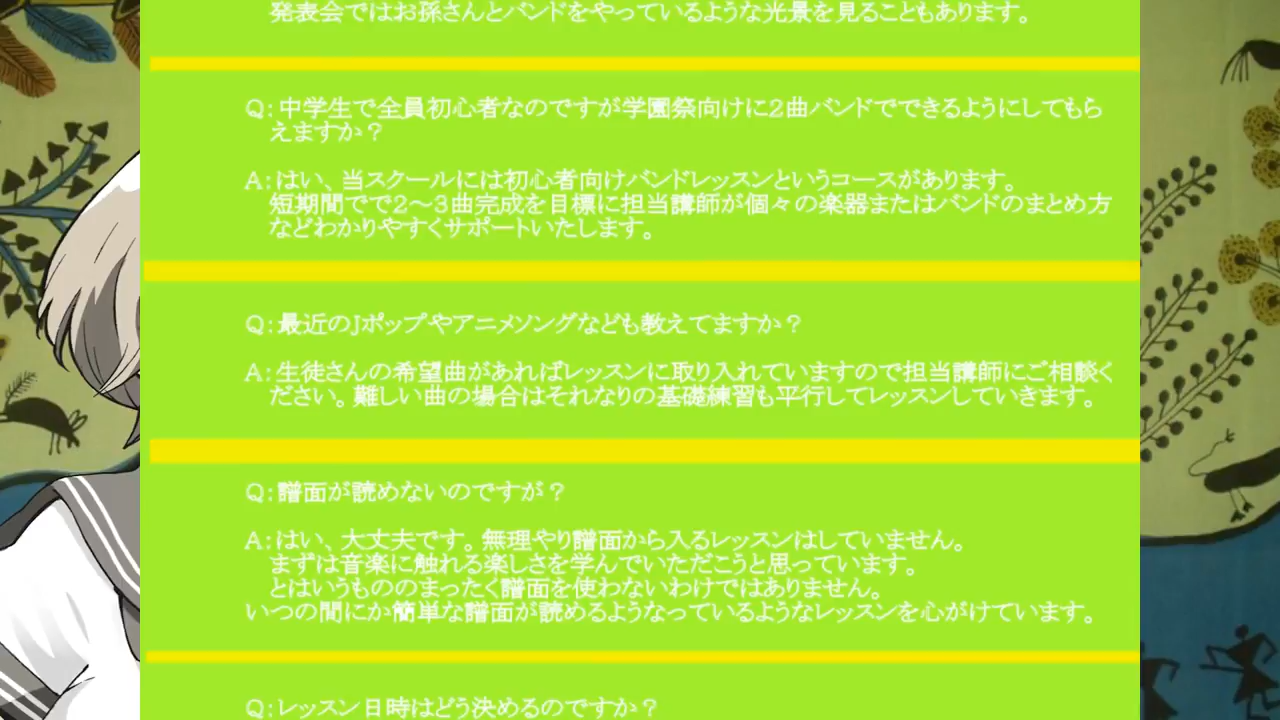 発表会ではお孫さんとバンドをやっているような光景を見ることもあります。
Q：中学生で全員初心者なのですが学園祭向けに２曲バンドでできるようにしてもら
えますか？
A：はい、当スクールには初心者向けバンドレッスンというコースがあります。
短期間でで２～３曲完成を目標に担当講師が個々の楽器またはバンドのまとめ方
などわかりやすくサポートいたします。
Q：最近のJポップやアニメソングなども教えてますか？
A：生徒さんの希望曲があればレッスンに取り入れていますので担当講師にご相談く
ださい。難しい曲の場合はそれなりの基礎練習も平行してレッスンしていきます。
Q：譜面が読めないのですが？
A：はい、大丈夫です。無理やり譜面から入るレッスンはしていません。
まずは音楽に触れる楽しさを学んでいただこうと思っています。
とはいうもののまったく譜面を使わないわけではありません。
いつの間にか簡単な譜面が読めるようなっているようなレッスンを心がけています。
Q：レッスン日時はどう決めるのですか？